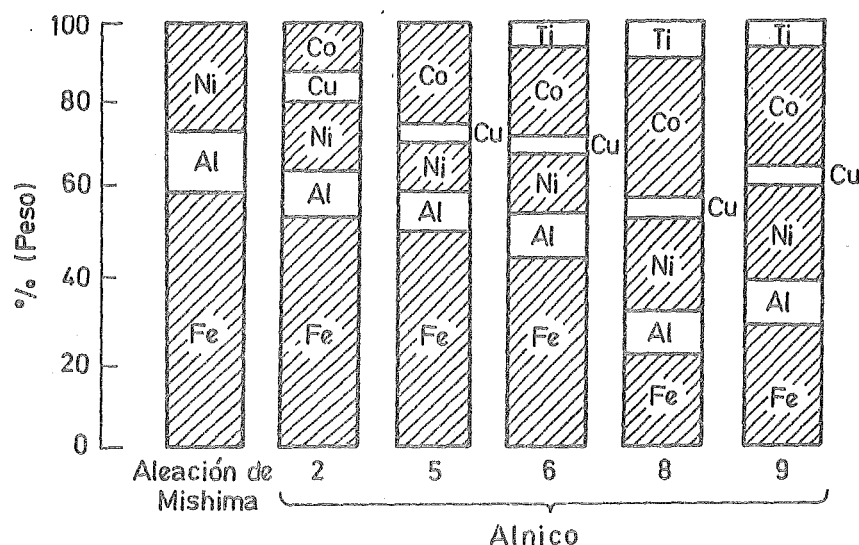 100
80
60
40
20
0
% (Peso)
Ni
Al
Fe
Co
Cu
Ni
Al
Fe
Co
Cu
Ni
Al
Fe
Ti
Co
Cu
Ni
Al
Fe
Ti
Co
Cu
Ni
Al
Fe
Ti
Co
Cu
Ni
Al
Fe
Aleación de
Mishima
2
5
6
8
9
Alnico